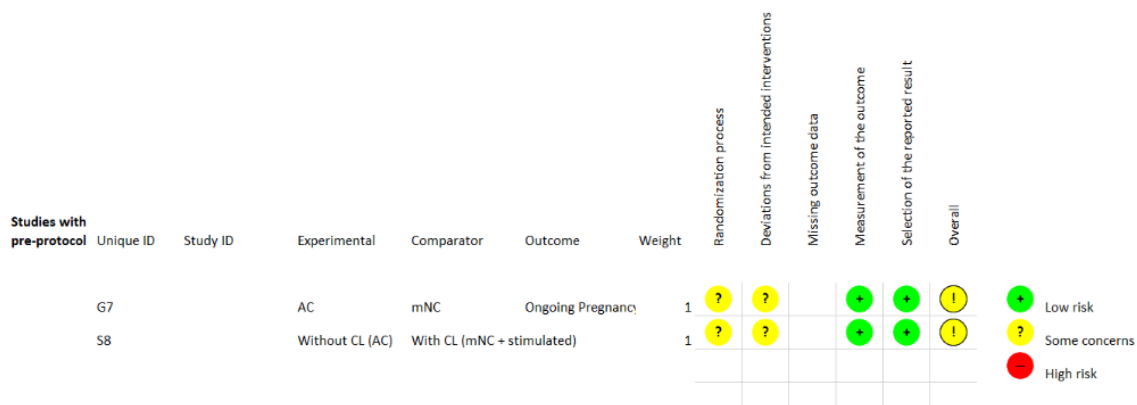 Randomization process
Deviations from intended interventions
Missing outcome data
Measurement of the outcome
Selection of the reported result
Overall
Studies with
pre-protocol Unique ID Study ID Experimental Comparator Outcome Weight
G7 AC mNC Ongoing Pregnancy 1 ? ? + + !
S8 Without CL (AC) With CL (mNC + stimulated) 1 ? ? + + !
+ Low risk
? Some concerns
− High risk